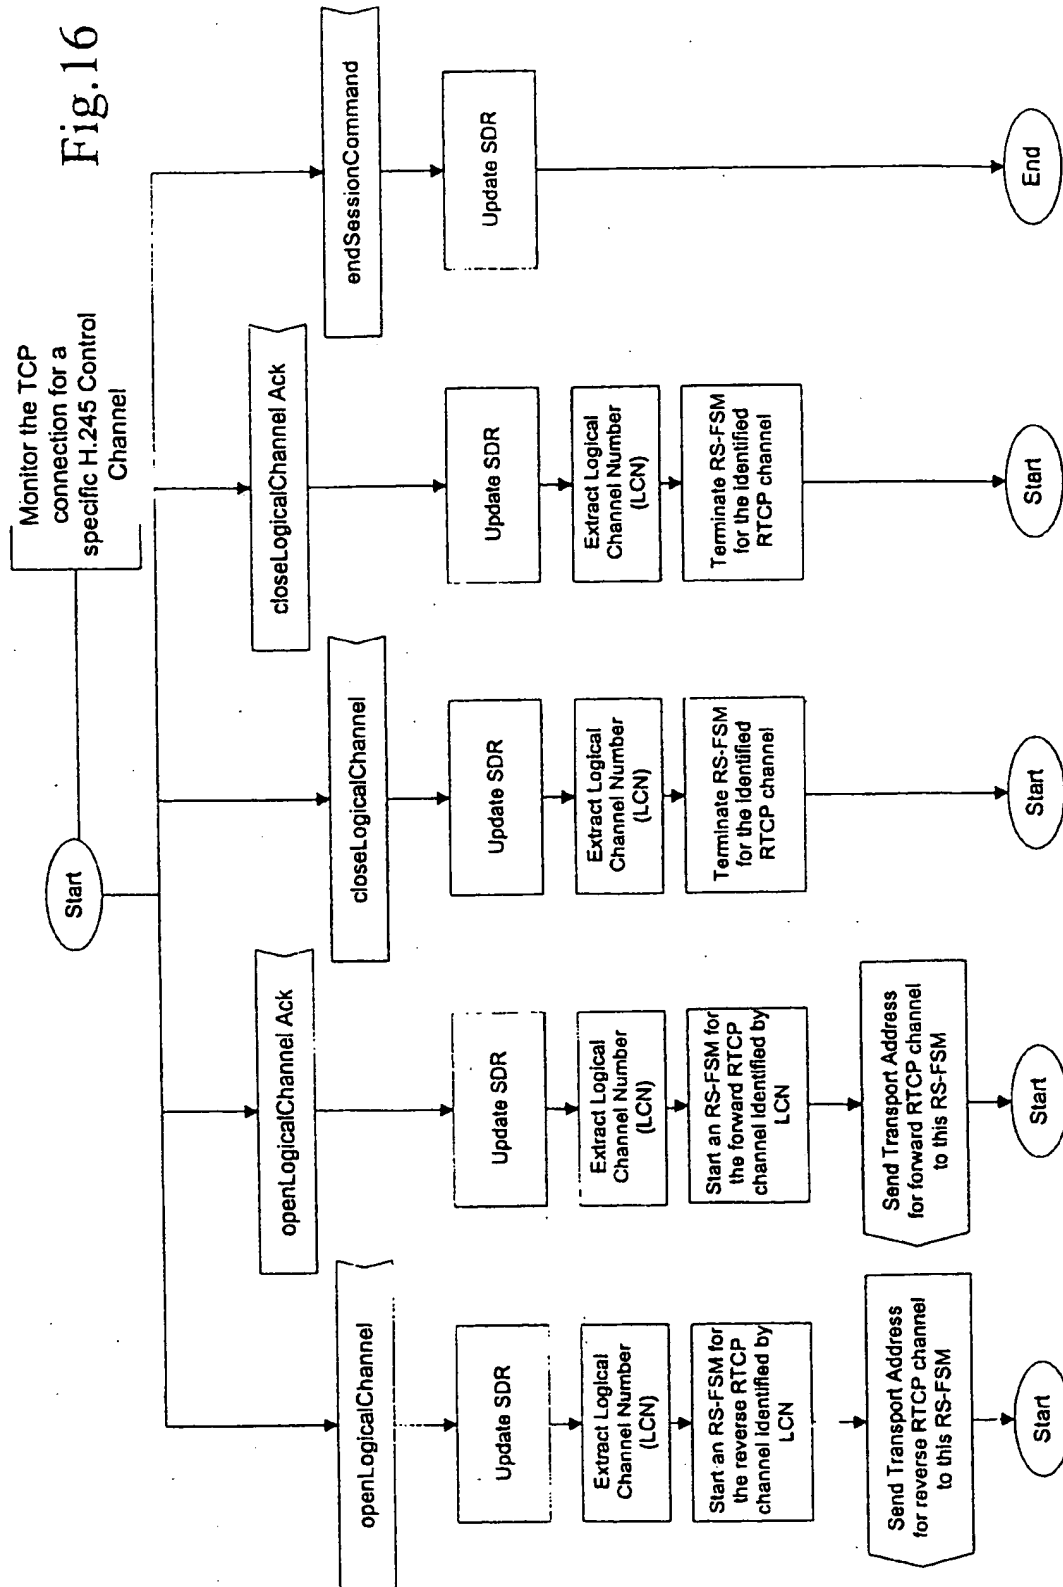 Fig.16
Monitor the TCP
connection for a
specific H.245 Control
Channel
Start
openLogicalChannel
Update SDR
Extract Logical
Channel Number
(LCN)
Start an RS-FSM for
the reverse RTCP
channel identified by
LCN
Send Transport Address
for reverse RTCP channel
to this RS-FSM
Start
openLogicalChannel Ack
Update SDR
Extract Logical
Channel Number
(LCN)
Start an RS-FSM for
the forward RTCP
channel identified by
LCN
Send Transport Address
for forward RTCP channel
to this RS-FSM
Start
closeLogicalChannel
Update SDR
Extract Logical
Channel Number
(LCN)
Terminate RS-FSM
for the identified
RTCP channel
Start
closeLogicalChannel Ack
Update SDR
Extract Logical
Channel Number
(LCN)
Terminate RS-FSM
for the identified
RTCP channel
Start
endSessionCommand
Update SDR
End